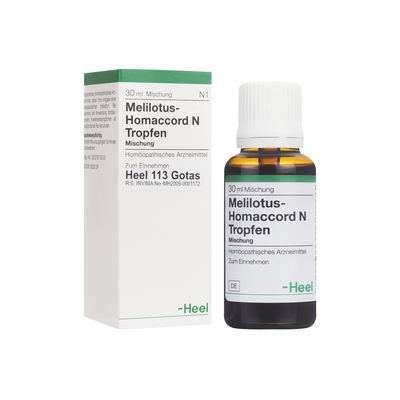 30 ml Mischung N1
Melilotus-
Homaccord N
Tropfen
Mischung
Homöopathisches Arzneimittel
Zum Einnehmen
Heel 113 Gotas
R.S. INVIMA No. MH2009-0001172
-Heel
30 ml Mischung
Melilotus-
Homaccord N
Tropfen
Mischung
Homöopathisches Arzneimittel
Zum Einnehmen
DE
-Heel